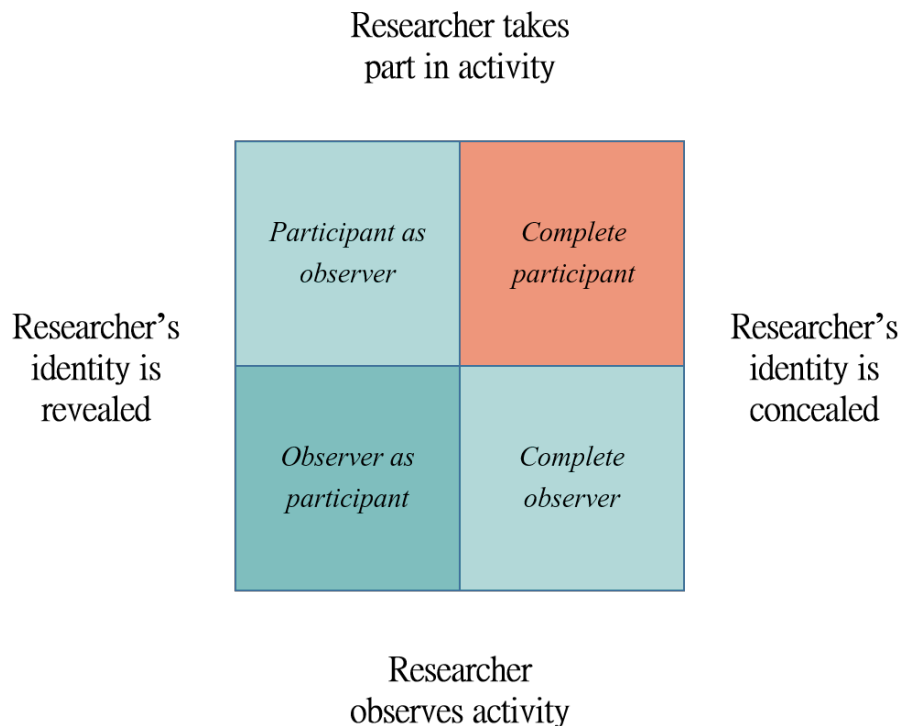 Researcher takes
part in activity
Participant as
observer
Complete
participant
Researcher’s
identity is
revealed
Researcher’s
identity is
concealed
Observer as
participant
Complete
observer
Researcher
observes activity